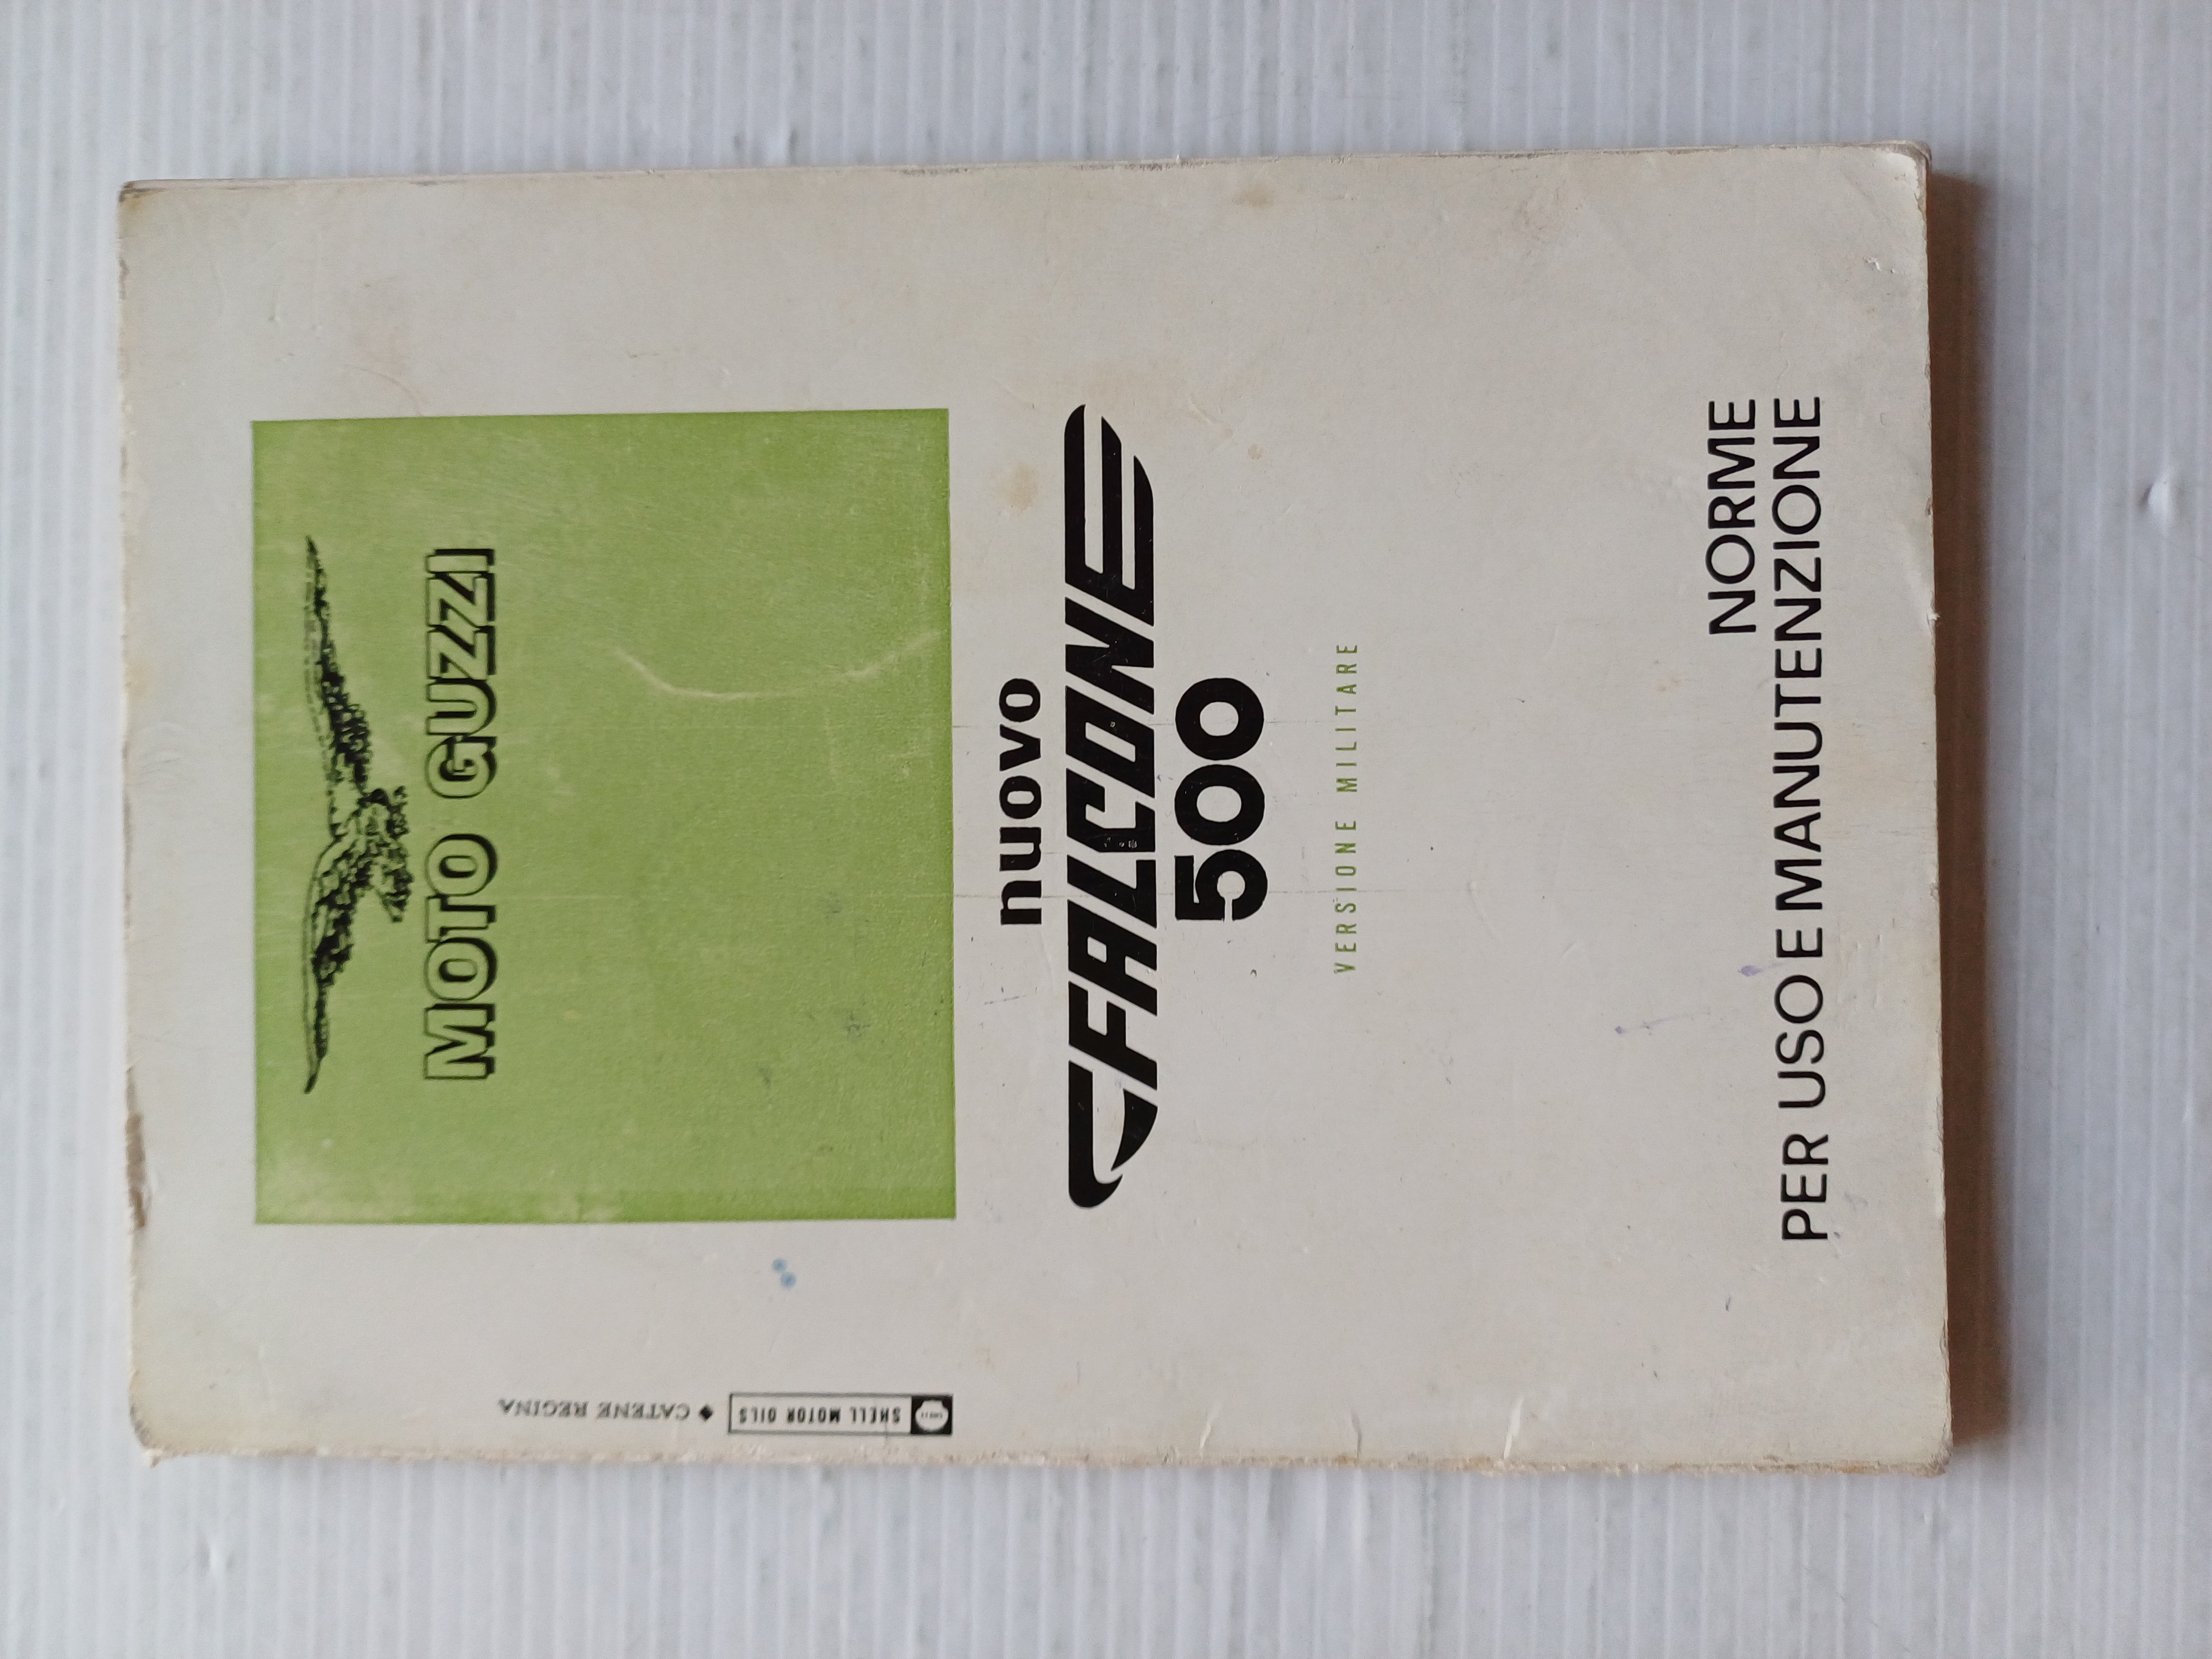 MOTO GUZZI
nuovo
FALCONE
500
VERSIONE MILITARE
NORME
PER USO E MANUTENZIONE
SHELL MOTOR OILS ◆ CATENE REGINA